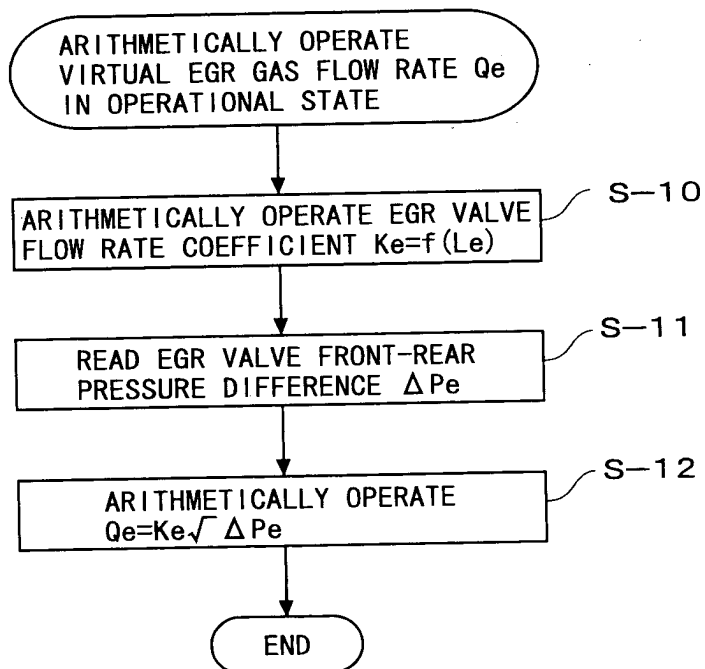 ARITHMETICALLY OPERATE
VIRTUAL EGR GAS FLOW RATE Qe
IN OPERATIONAL STATE
S-10
ARITHMETICALLY OPERATE EGR VALVE
FLOW RATE COEFFICIENT Ke=f(Le)
S-11
READ EGR VALVE FRONT-REAR
PRESSURE DIFFERENCE ΔPe
S-12
ARITHMETICALLY OPERATE
Qe=Ke√ΔPe
END